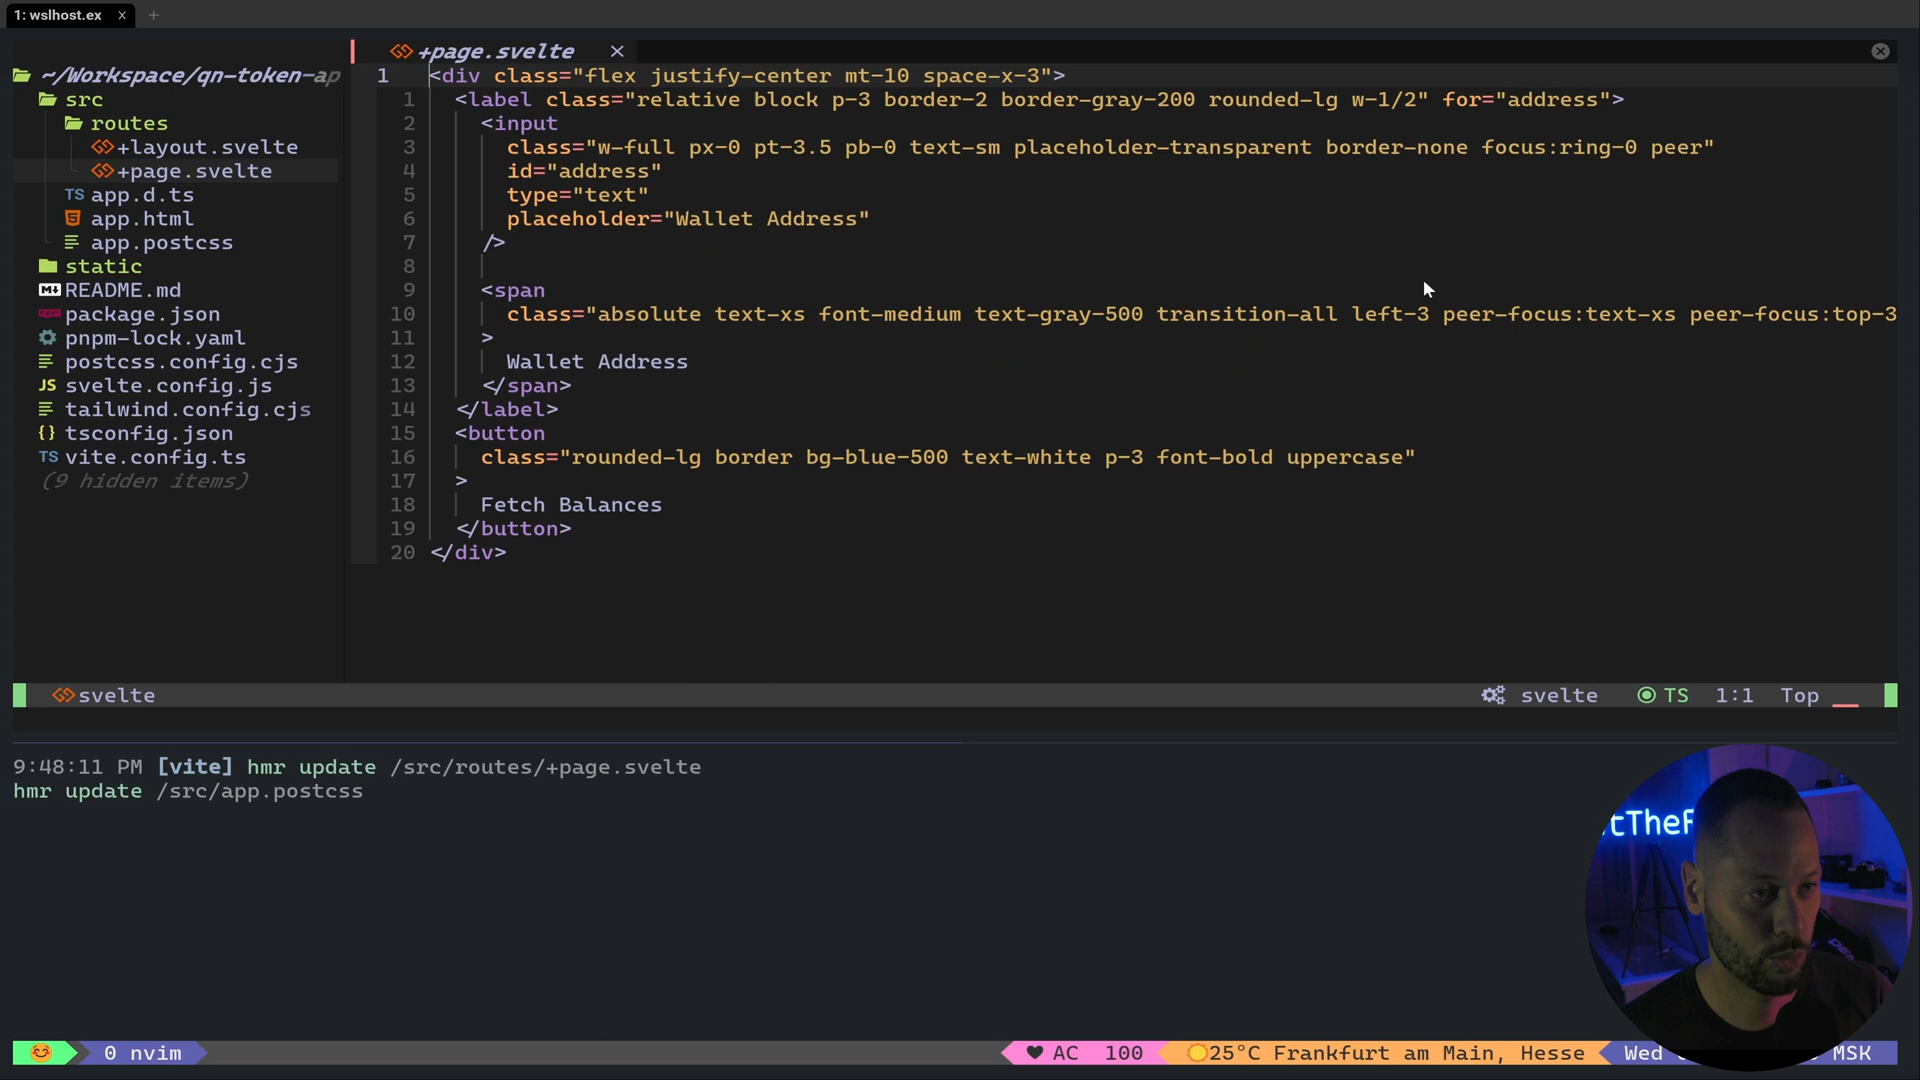 1: wslhost.ex x +
~/Workspace/qn-token-ap
src
routes
+layout.svelte
+page.svelte
TS app.d.ts
app.html
app.postcss
static
README.md
package.json
pnpm-lock.yaml
postcss.config.cjs
JS svelte.config.js
tailwind.config.cjs
{} tsconfig.json
TS vite.config.ts
(9 hidden items)
+page.svelte
1 <div class="flex justify-center mt-10 space-x-3">
1 <label class="relative block p-3 border-2 border-gray-200 rounded-lg w-1/2" for="address">
2 <input
3 class="w-full px-0 pt-3.5 pb-0 text-sm placeholder-transparent border-none focus:ring-0 peer"
4 id="address"
5 type="text"
6 placeholder="Wallet Address"
7 />
8
9 <span
10 class="absolute text-xs font-medium text-gray-500 transition-all left-3 peer-focus:text-xs peer-focus:top-3
11 >
12 Wallet Address
13 </span>
14 </label>
15 <button
16 class="rounded-lg border bg-blue-500 text-white p-3 font-bold uppercase"
17 >
18 Fetch Balances
19 </button>
20 </div>
svelte
svelte TS 1:1 Top
9:48:11 PM [vite] hmr update /src/routes/+page.svelte
hmr update /src/app.postcss
tTheF
0 nvim
AC 100
25°C Frankfurt am Main, Hesse
Wed
MSK